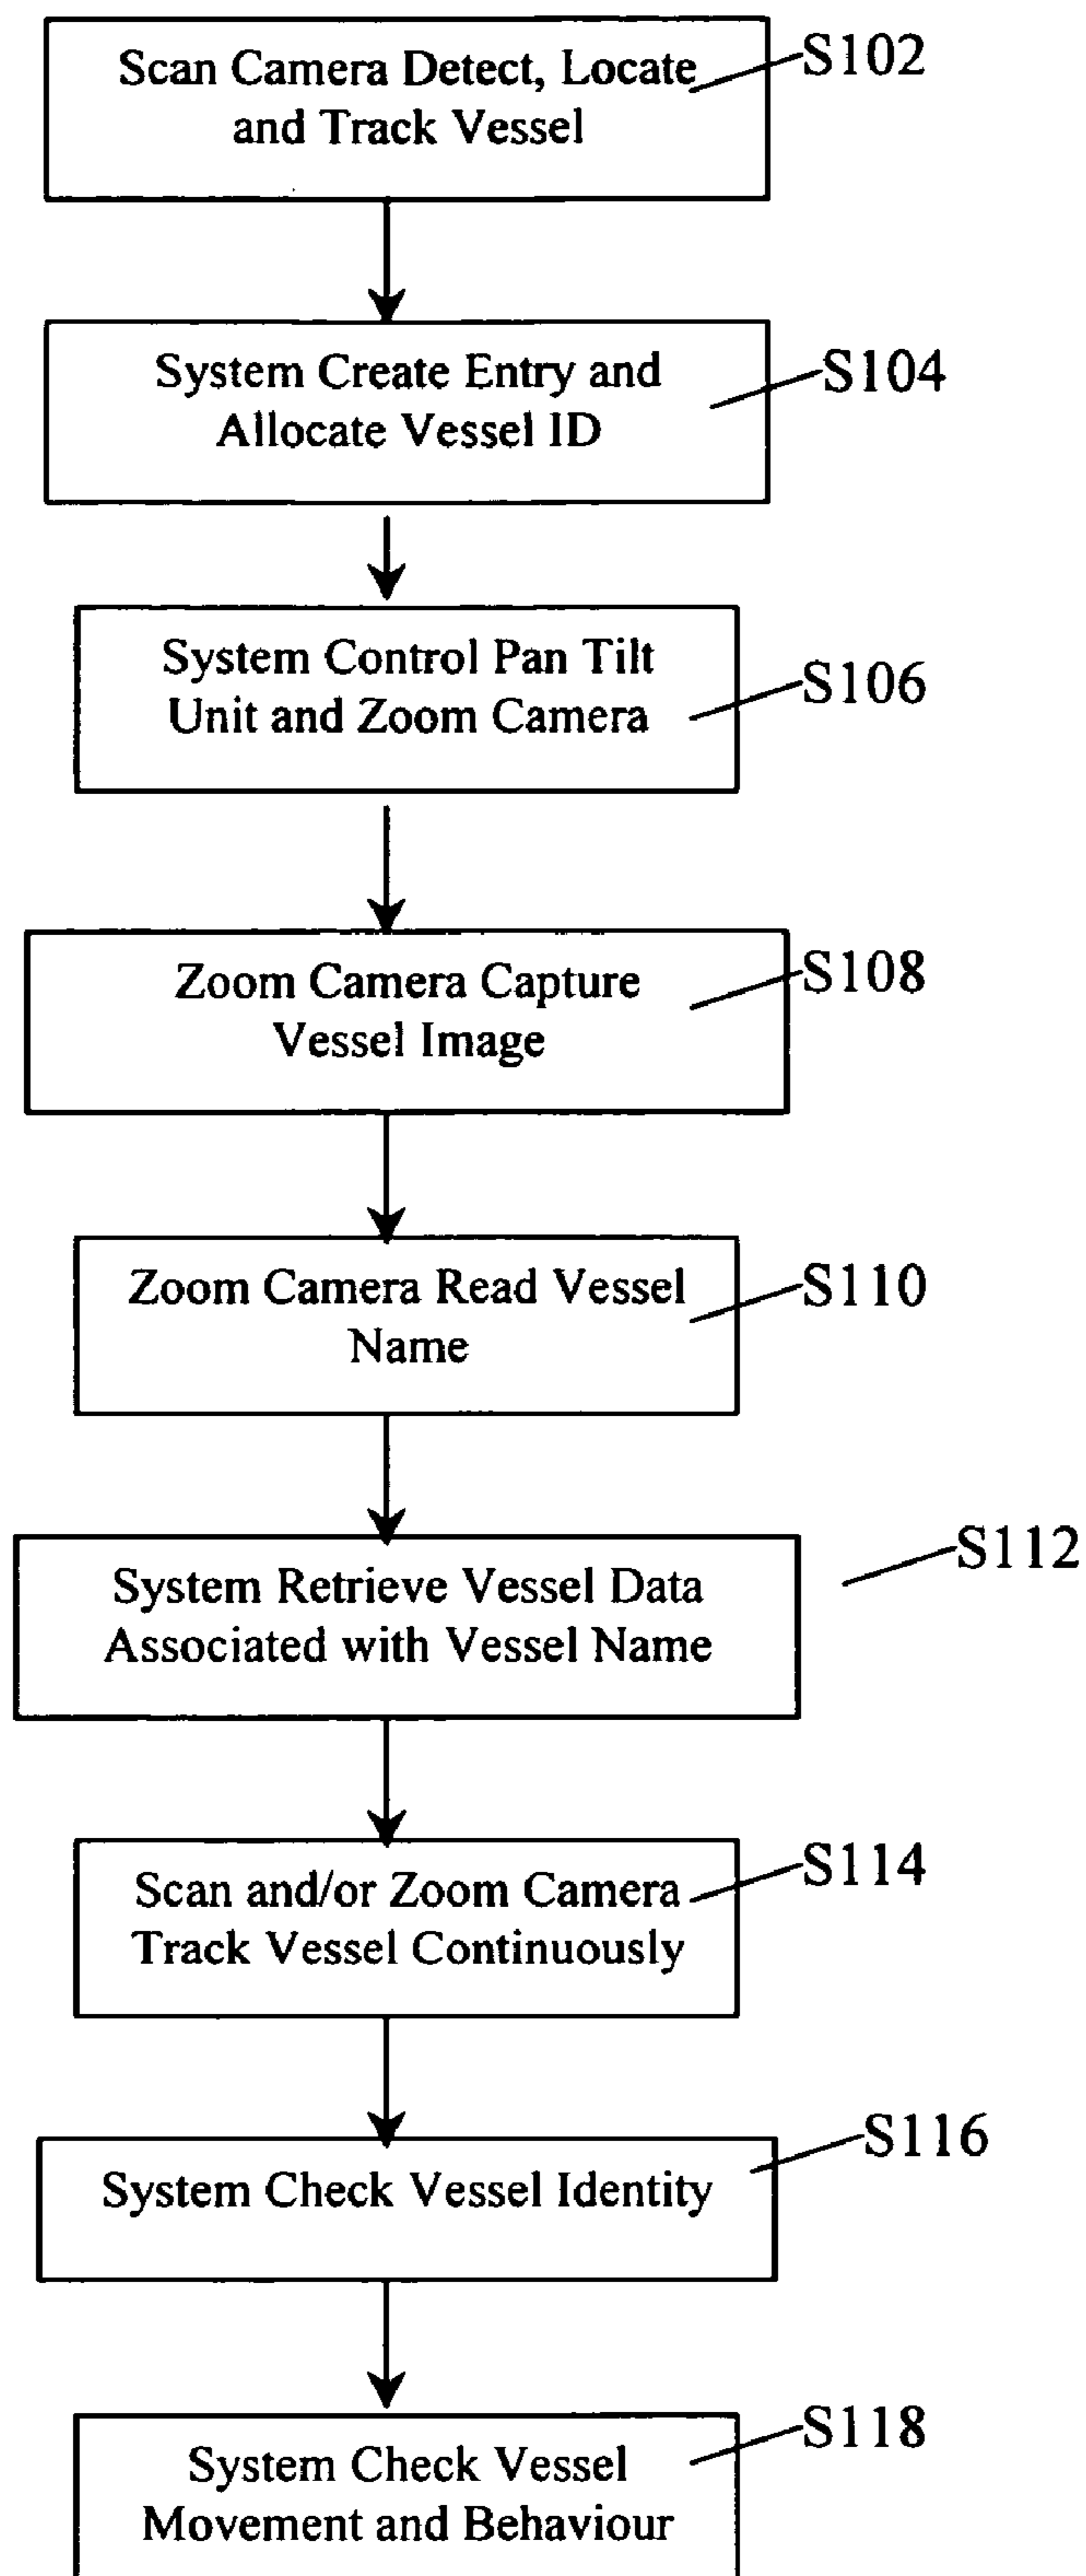 Scan Camera Detect, Locate
and Track Vessel
S102
System Create Entry and
Allocate Vessel ID
S104
System Control Pan Tilt
Unit and Zoom Camera
S106
Zoom Camera Capture
Vessel Image
S108
Zoom Camera Read Vessel
Name
S110
System Retrieve Vessel Data
Associated with Vessel Name
S112
Scan and/or Zoom Camera
Track Vessel Continuously
S114
System Check Vessel Identity
S116
System Check Vessel
Movement and Behaviour
S118